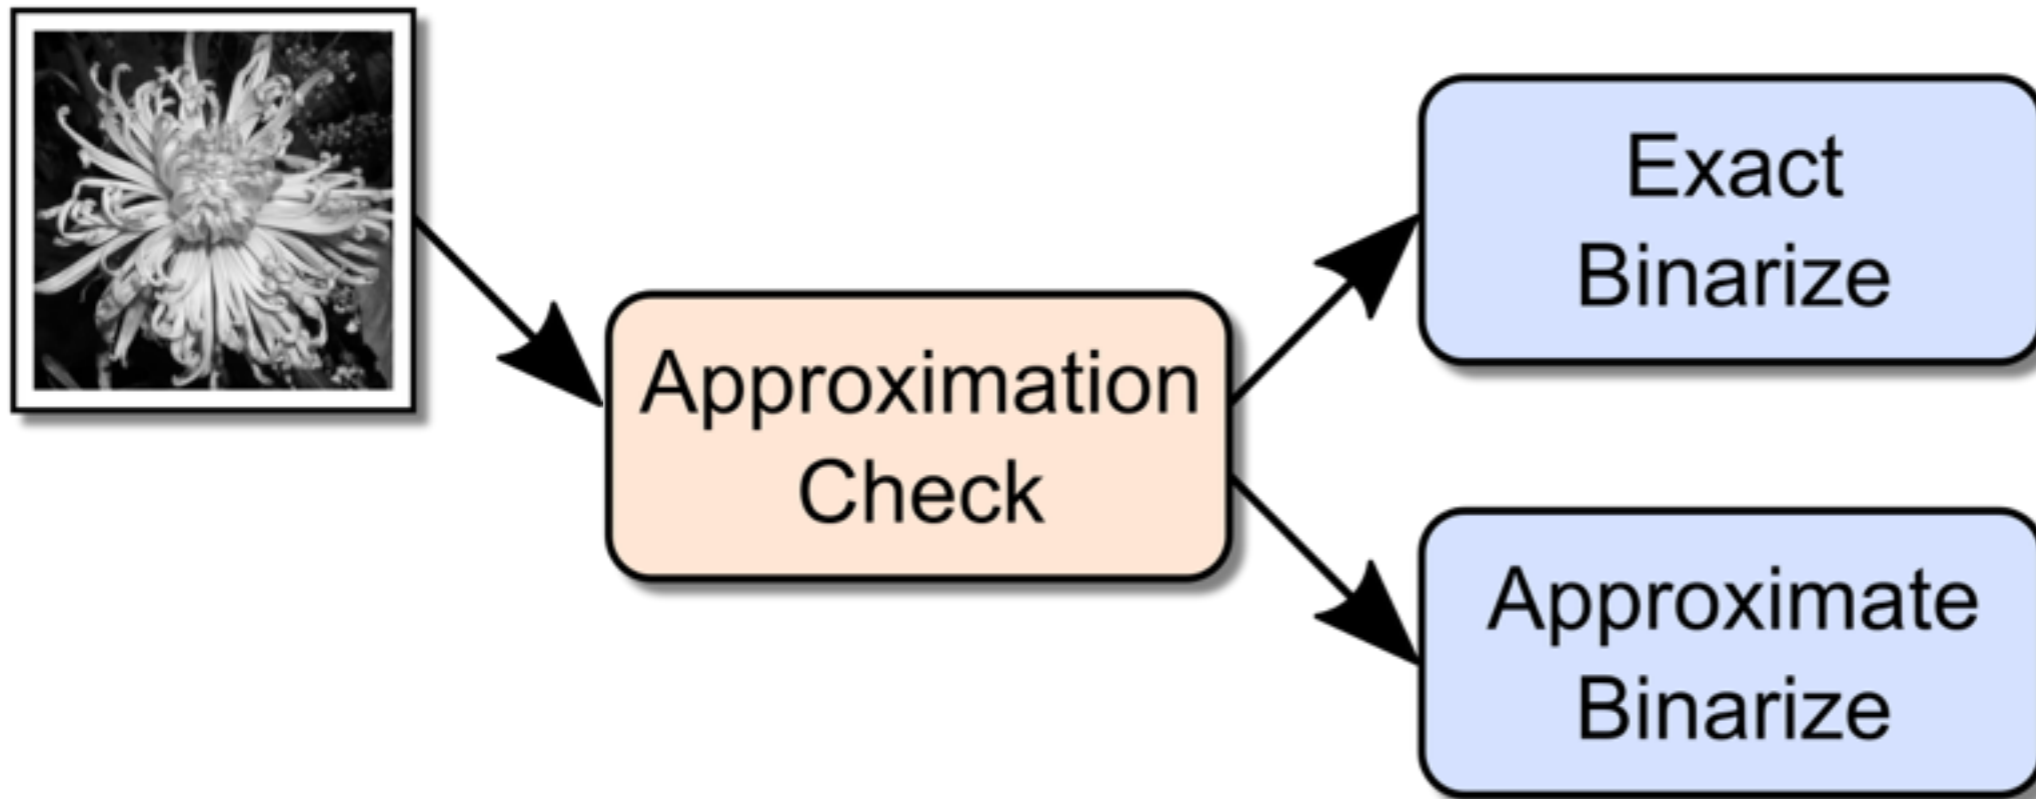 Approximation
Check
Exact
Binarize
Approximate
Binarize